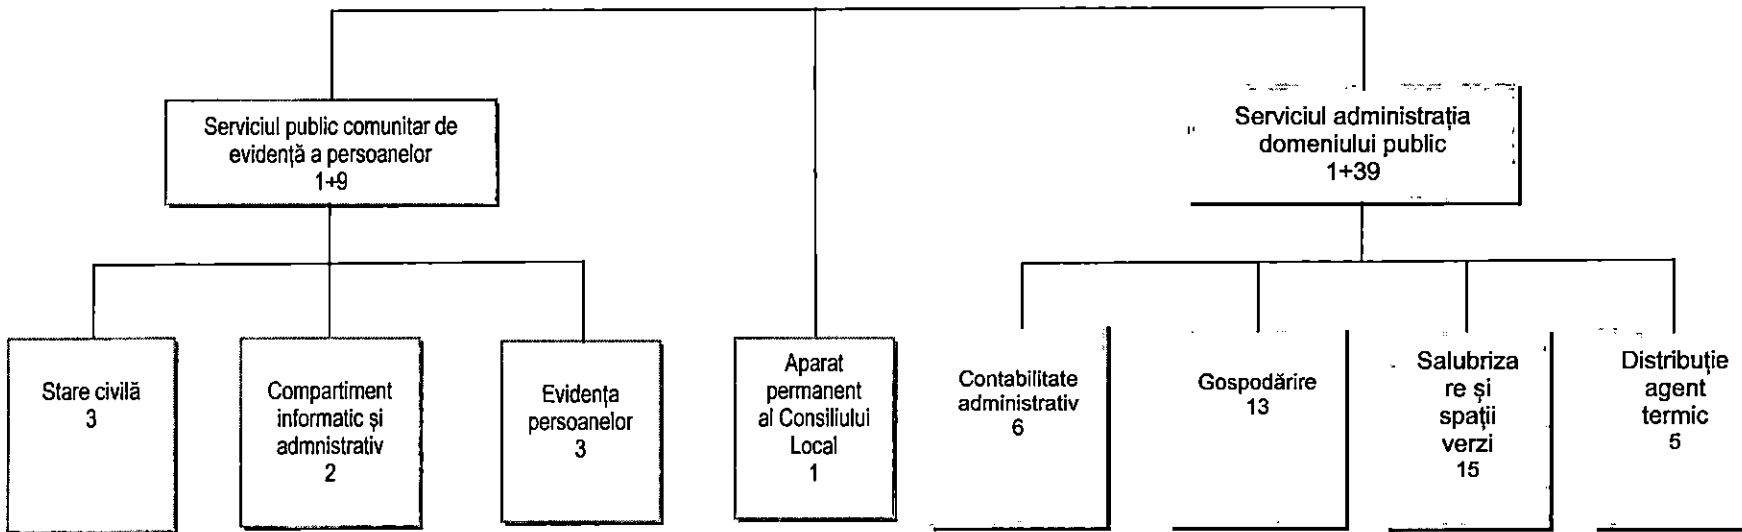 Serviciul public comunitar de
evidență a persoanelor
1+9
Serviciul administrația
domeniului public
1+39
Stare civilă
3
Compartiment
informatic și
admnistrativ
2
Evidența
persoanelor
3
Aparat
permanent
al Consiliului
Local
1
Contabilitate
administrativ
6
Gospodărire
13
Salubriza
re și
spații
verzi
15
Distribuție
agent
termic
5